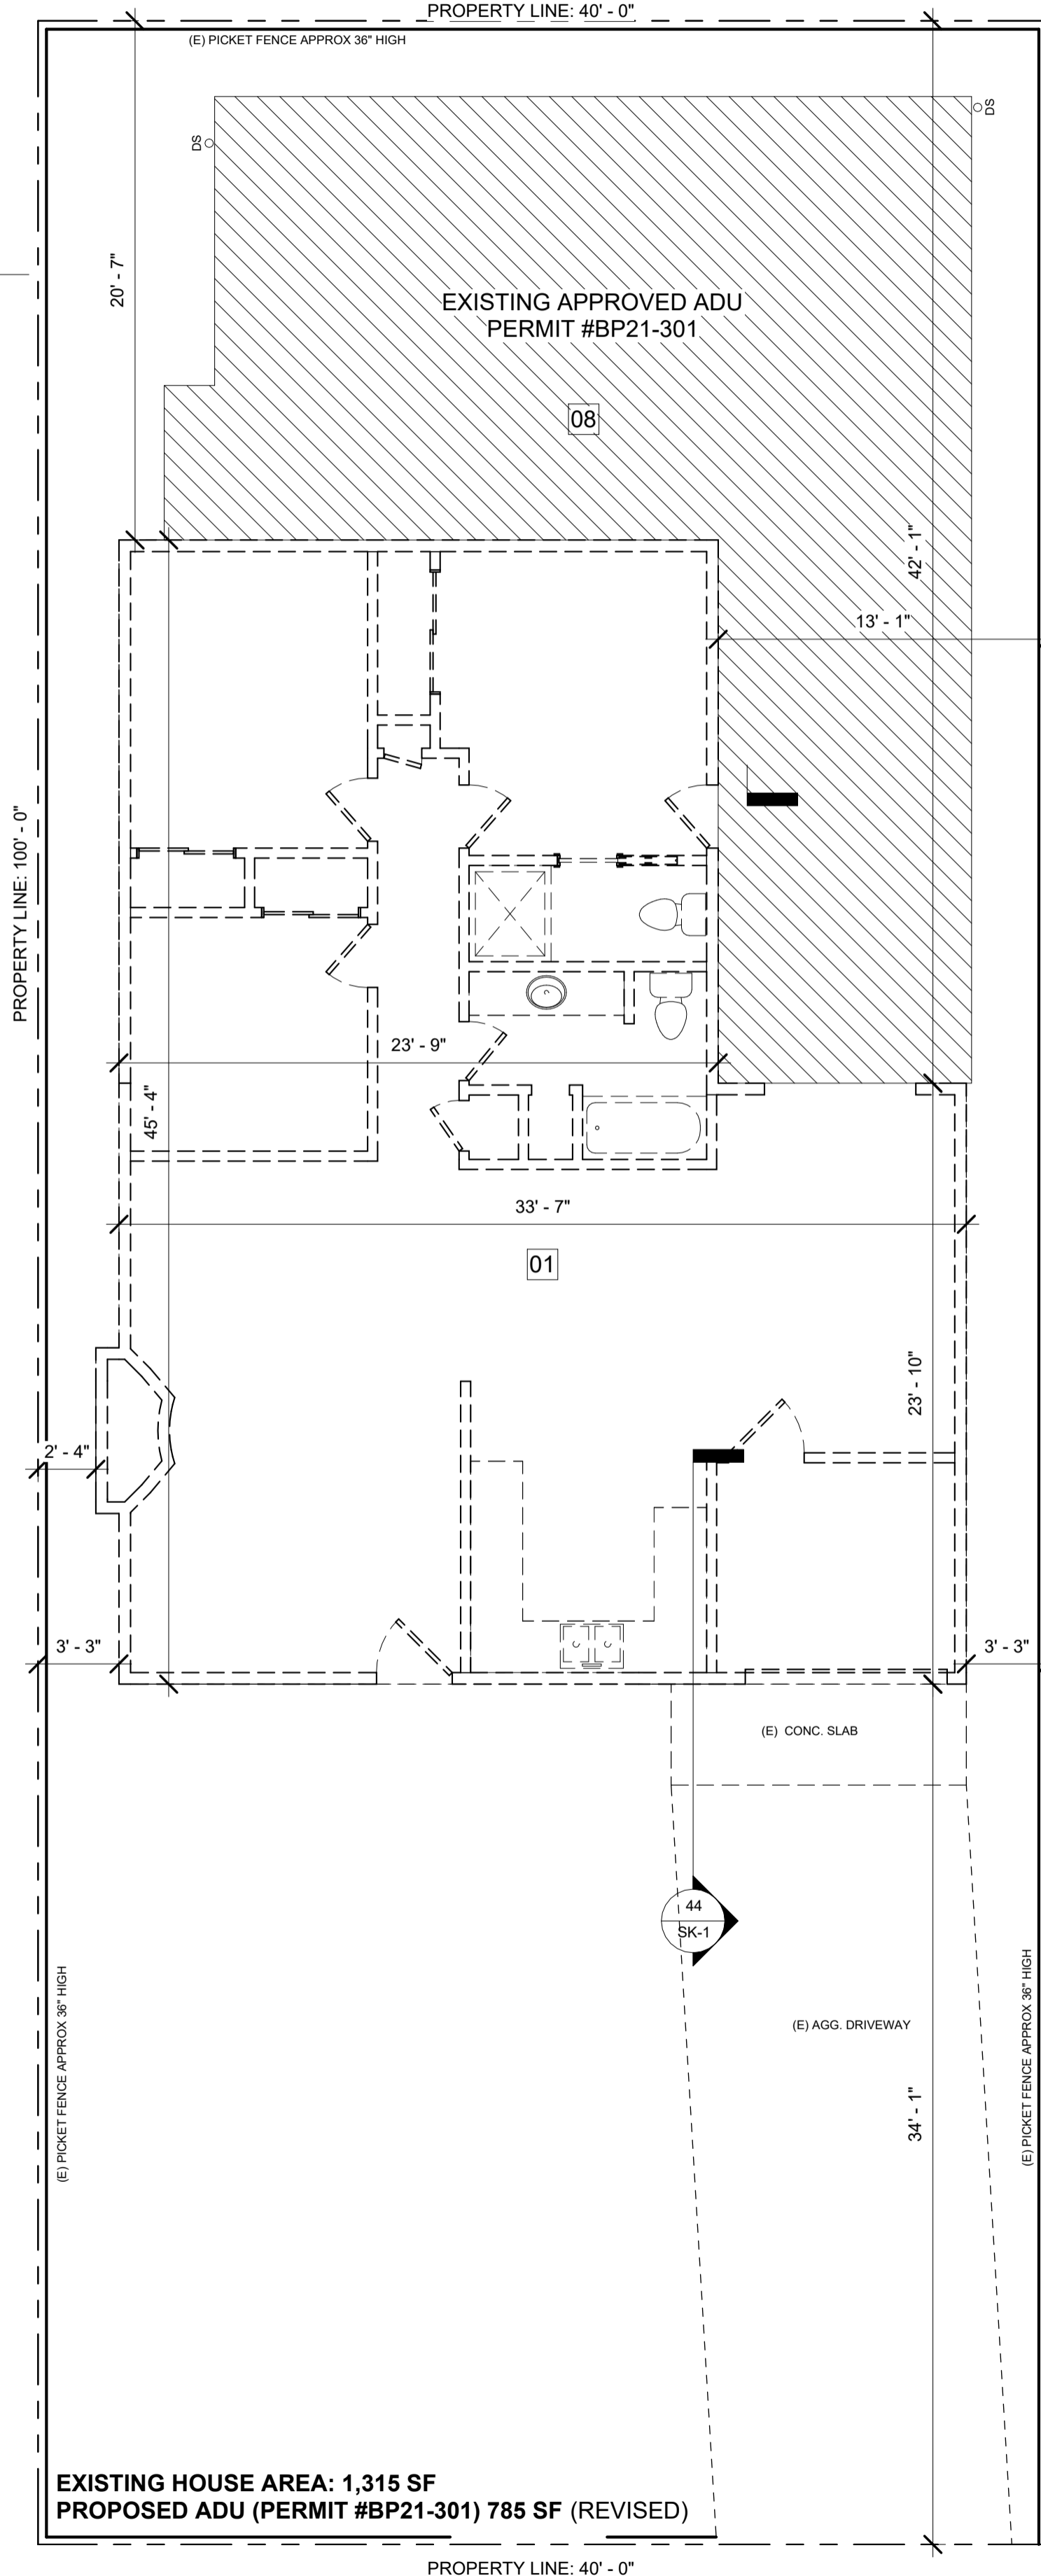 PROPERTY LINE: 40' - 0"
(E) PICKET FENCE APPROX 36" HIGH
DS
DS
20' - 7"
EXISTING APPROVED ADU
PERMIT #BP21-301
08
42' - 1"
13' - 1"
PROPERTY LINE: 100' - 0"
23' - 9"
45' - 4"
33' - 7"
01
23' - 10"
2' - 4"
3' - 3"
3' - 3"
(E) CONC. SLAB
44
SK-1
(E) PICKET FENCE APPROX 36" HIGH
(E) PICKET FENCE APPROX 36" HIGH
(E) AGG. DRIVEWAY
34' - 1"
EXISTING HOUSE AREA: 1,315 SF
PROPOSED ADU (PERMIT #BP21-301) 785 SF (REVISED)
PROPERTY LINE: 40' - 0"